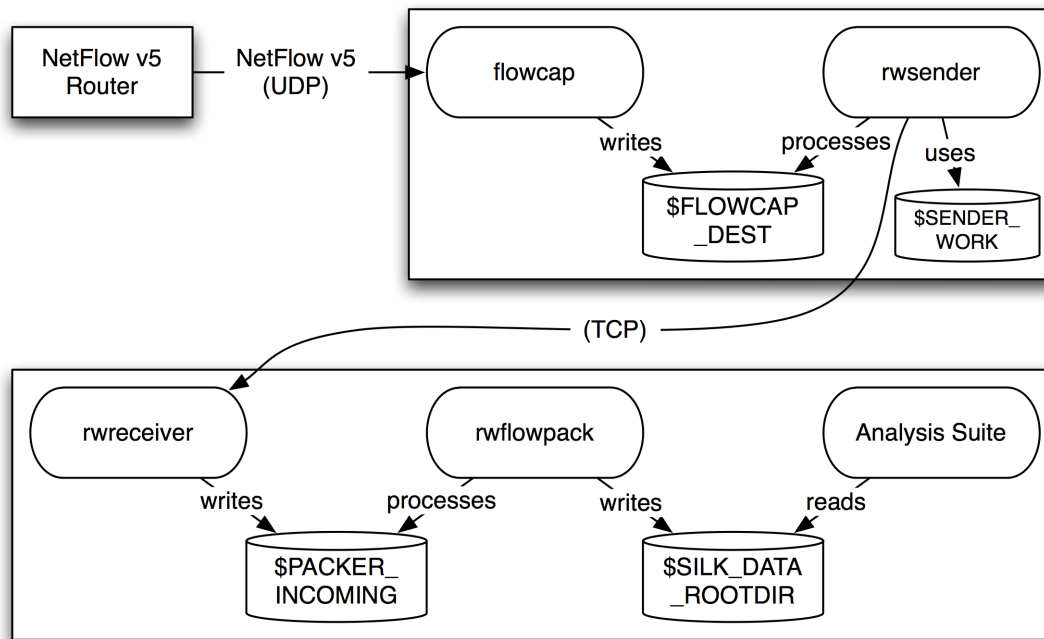 NetFlow v5
Router
NetFlow v5
(UDP)
flowcap
rwsender
writes
processes
uses
$FLOWCAP
_DEST
$SENDER_
WORK
(TCP)
rwreceiver
rwflowpack
Analysis Suite
writes
processes
writes
reads
$PACKER_
INCOMING
$SILK_DATA
_ROOTDIR